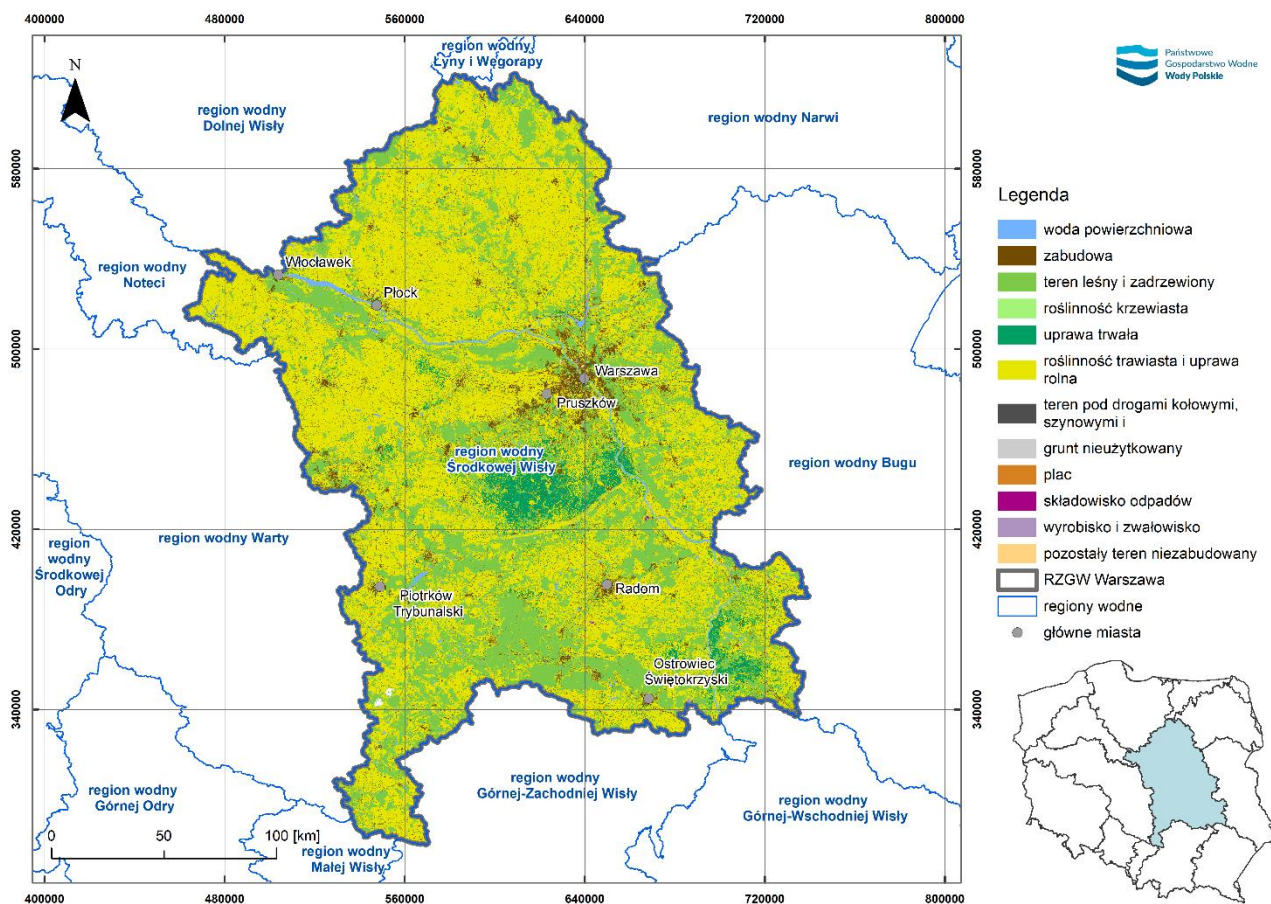 400000
480000
560000
640000
720000
800000
region wodny
Łyny i Węgorapy
N
region wodny
Dolnej Wisły
region wodny Narwi
580000
580000
region wodny
Noteci
Włocławek
Płock
500000
500000
Warszawa
Pruszków
region wodny
Środkowej Wisły
region wodny Bugu
420000
420000
region wodny Warty
region
wodny
Środkowej
Odry
Piotrków
Trybunalski
Radom
Ostrowiec
Świętokrzyski
340000
340000
region wodny
Górnej Odry
region wodny
Górnej-Zachodniej Wisły
region wodny
Górnej-Wschodniej Wisły
0 50 100 [km]
region wodny
Małej Wisły
400000
480000
560000
640000
720000
800000
Państwowe
Gospodarstwo Wodne
Wody Polskie
Legenda
woda powierzchniowa
zabudowa
teren leśny i zadrzewiony
roślinność krzewiasta
uprawa trwała
roślinność trawiasta i uprawa
rolna
teren pod drogami kołowymi,
szynowymi i
grunt nieużytkowany
plac
składowisko odpadów
wyrobisko i zwałowisko
pozostały teren niezabudowany
RZGW Warszawa
regiony wodne
główne miasta